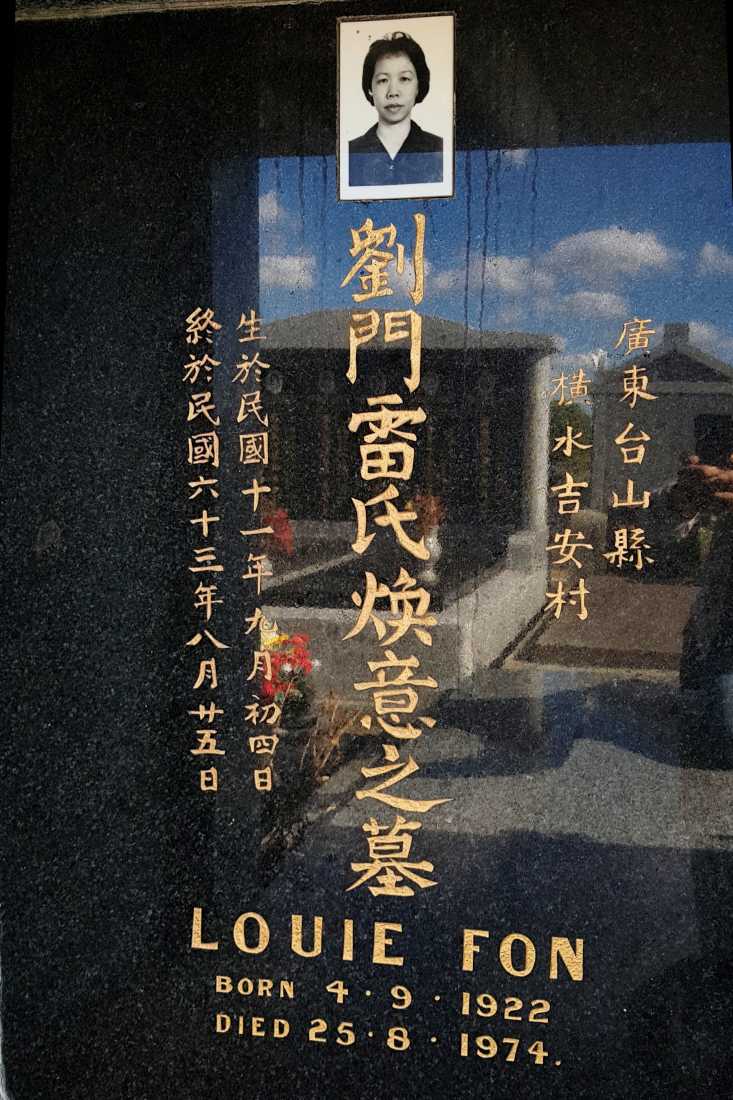 廣東台山縣
橫水吉安村
劉門雷氏煥意之墓
生於民國十一年九月初四日
終於民國六十三年八月廿五日
LOUIE FON
BORN 4·9·1922
DIED 25·8·1974.